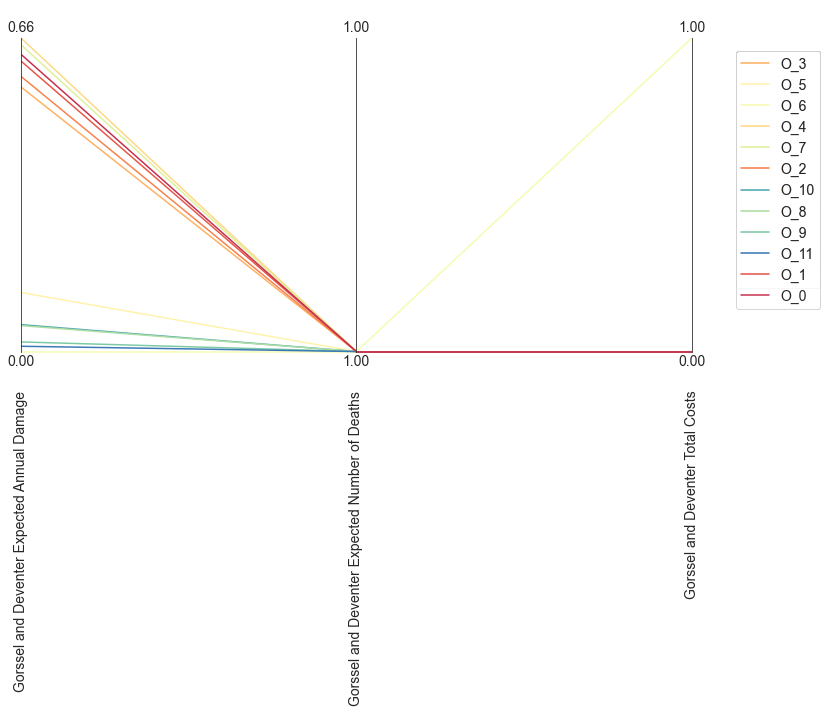 0.66
1.00
1.00
0.00
1.00
0.00
Gorssel and Deventer Expected Annual Damage
Gorssel and Deventer Expected Number of Deaths
Gorssel and Deventer Total Costs
O_3
O_5
O_6
O_4
O_7
O_2
O_10
O_8
O_9
O_11
O_1
O_0